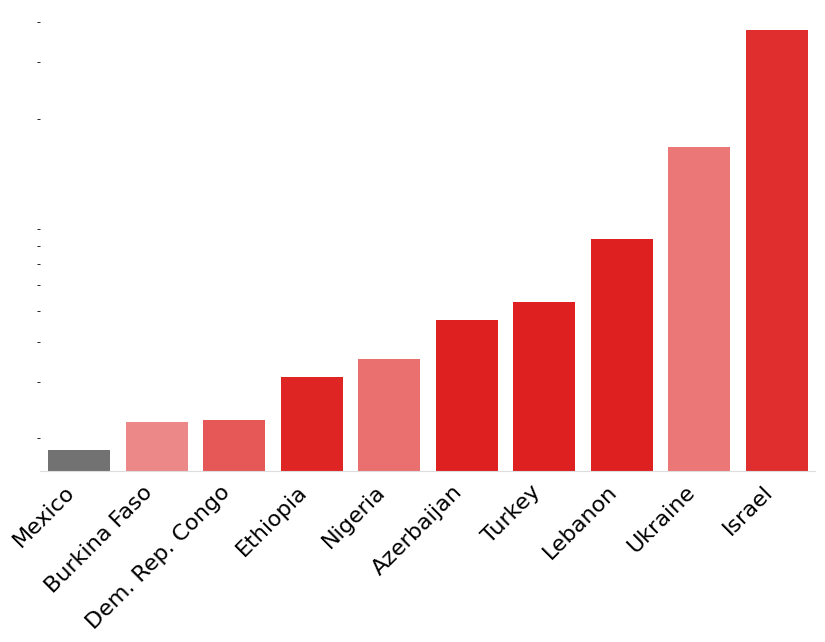 Mexico
Burkina Faso
Dem. Rep. Congo
Ethiopia
Nigeria
Azerbaijan
Turkey
Lebanon
Ukraine
Israel